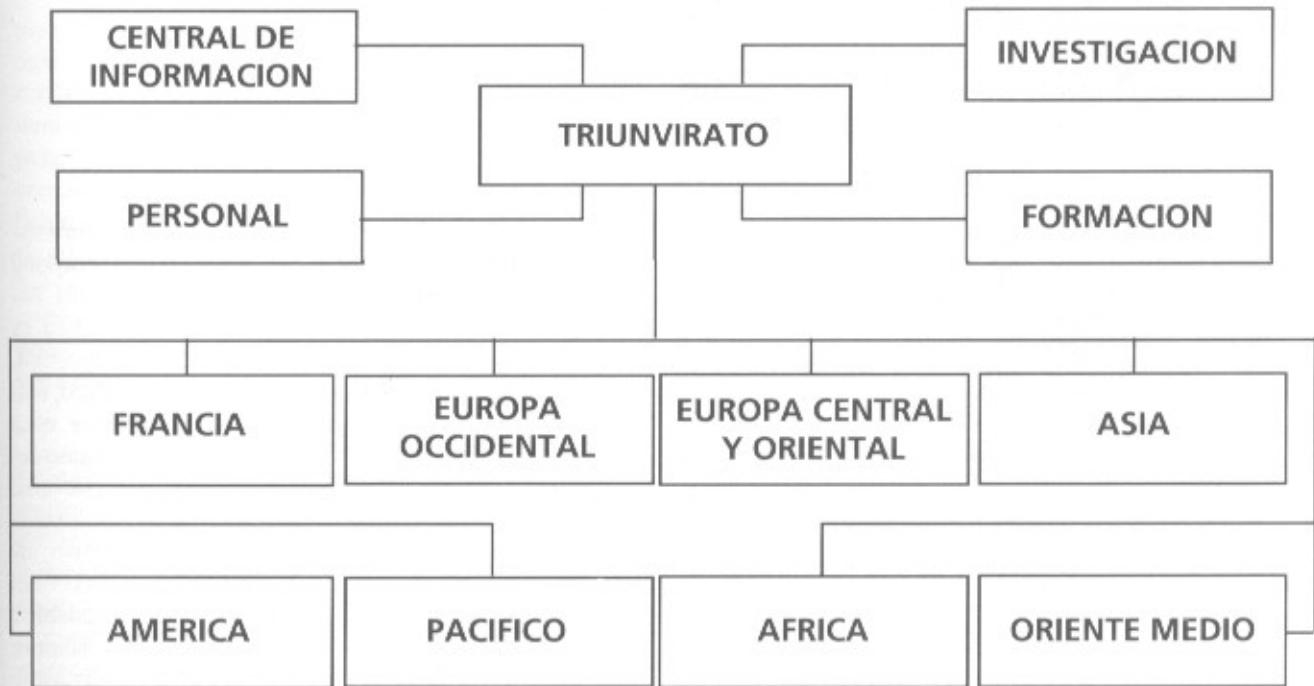 CENTRAL DE
INFORMACION
INVESTIGACION
TRIUNVIRATO
PERSONAL
FORMACION
FRANCIA
EUROPA
OCCIDENTAL
EUROPA CENTRAL
Y ORIENTAL
ASIA
AMERICA
PACIFICO
AFRICA
ORIENTE MEDIO